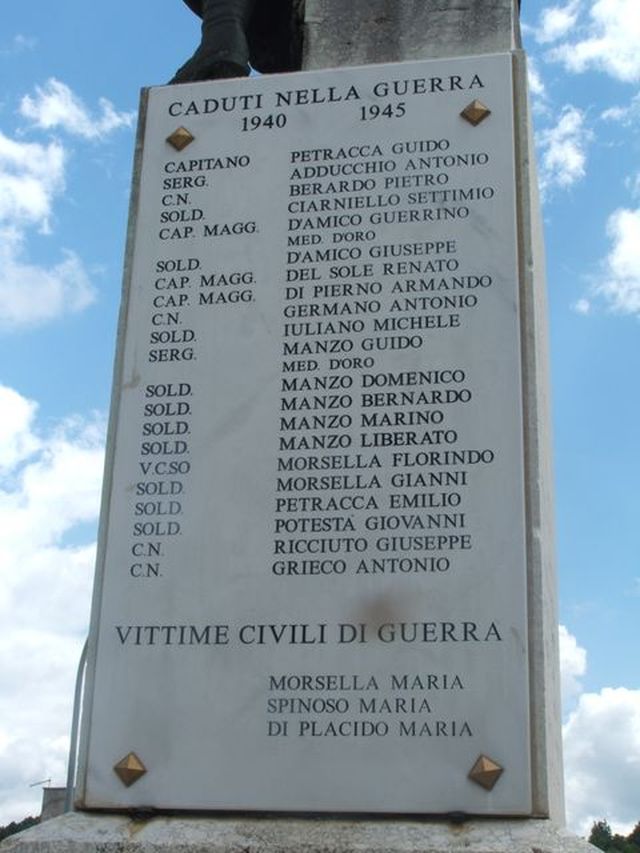 CADUTI NELLA GUERRA
1940 1945
CAPITANO PETRACCA GUIDO
SERG. ADDUCCHIO ANTONIO
C.N. BERARDO PIETRO
SOLD. CIARNIELLO SETTIMIO
CAP. MAGG. D'AMICO GUERRINO
MED. D'ORO
SOLD. D'AMICO GIUSEPPE
CAP. MAGG. DEL SOLE RENATO
CAP. MAGG. DI PIERNO ARMANDO
C.N. GERMANO ANTONIO
SOLD. IULIANO MICHELE
SERG. MANZO GUIDO
MED. D'ORO
SOLD. MANZO DOMENICO
SOLD. MANZO BERNARDO
SOLD. MANZO MARINO
SOLD. MANZO LIBERATO
V.C.SO MORSELLA FLORINDO
SOLD. MORSELLA GIANNI
SOLD. PETRACCA EMILIO
SOLD. POTESTA' GIOVANNI
C.N. RICCIUTO GIUSEPPE
C.N. GRIECO ANTONIO
VITTIME CIVILI DI GUERRA
MORSELLA MARIA
SPINOSO MARIA
DI PLACIDO MARIA